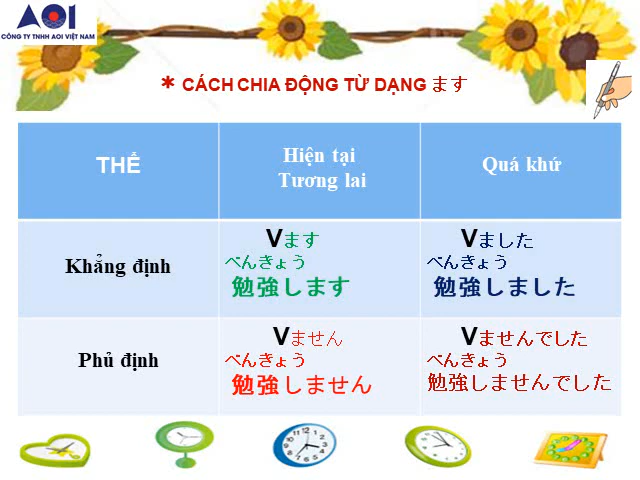 AOI
CÔNG TY TNHH AOI VIỆT NAM
* CÁCH CHIA ĐỘNG TỪ DẠNG ます
THỂ
Hiện tại
Tương lai
Quá khứ
Khẳng định
Vます
べんきょう
勉強します
Vました
べんきょう
勉強しました
Phủ định
Vません
べんきょう
勉強しません
Vませんでした
べんきょう
勉強しませんでした